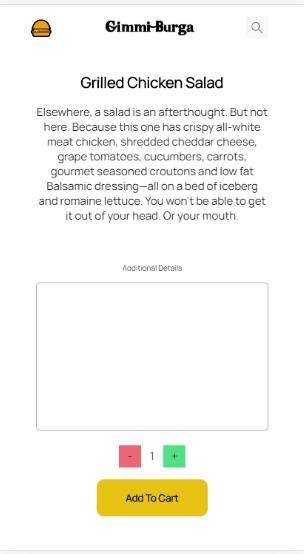 Gimmi-Burga
Grilled Chicken Salad
Elsewhere, a salad is an afterthought. But not
here. Because this one has crispy all-white
meat chicken, shredded cheddar cheese,
grape tomatoes, cucumbers, carrots,
gourmet seasoned croutons and low fat
Balsamic dressing—all on a bed of iceberg
and romaine lettuce. You won't be able to get
it out of your head. Or your mouth.
Additional Details
- 1 +
Add To Cart